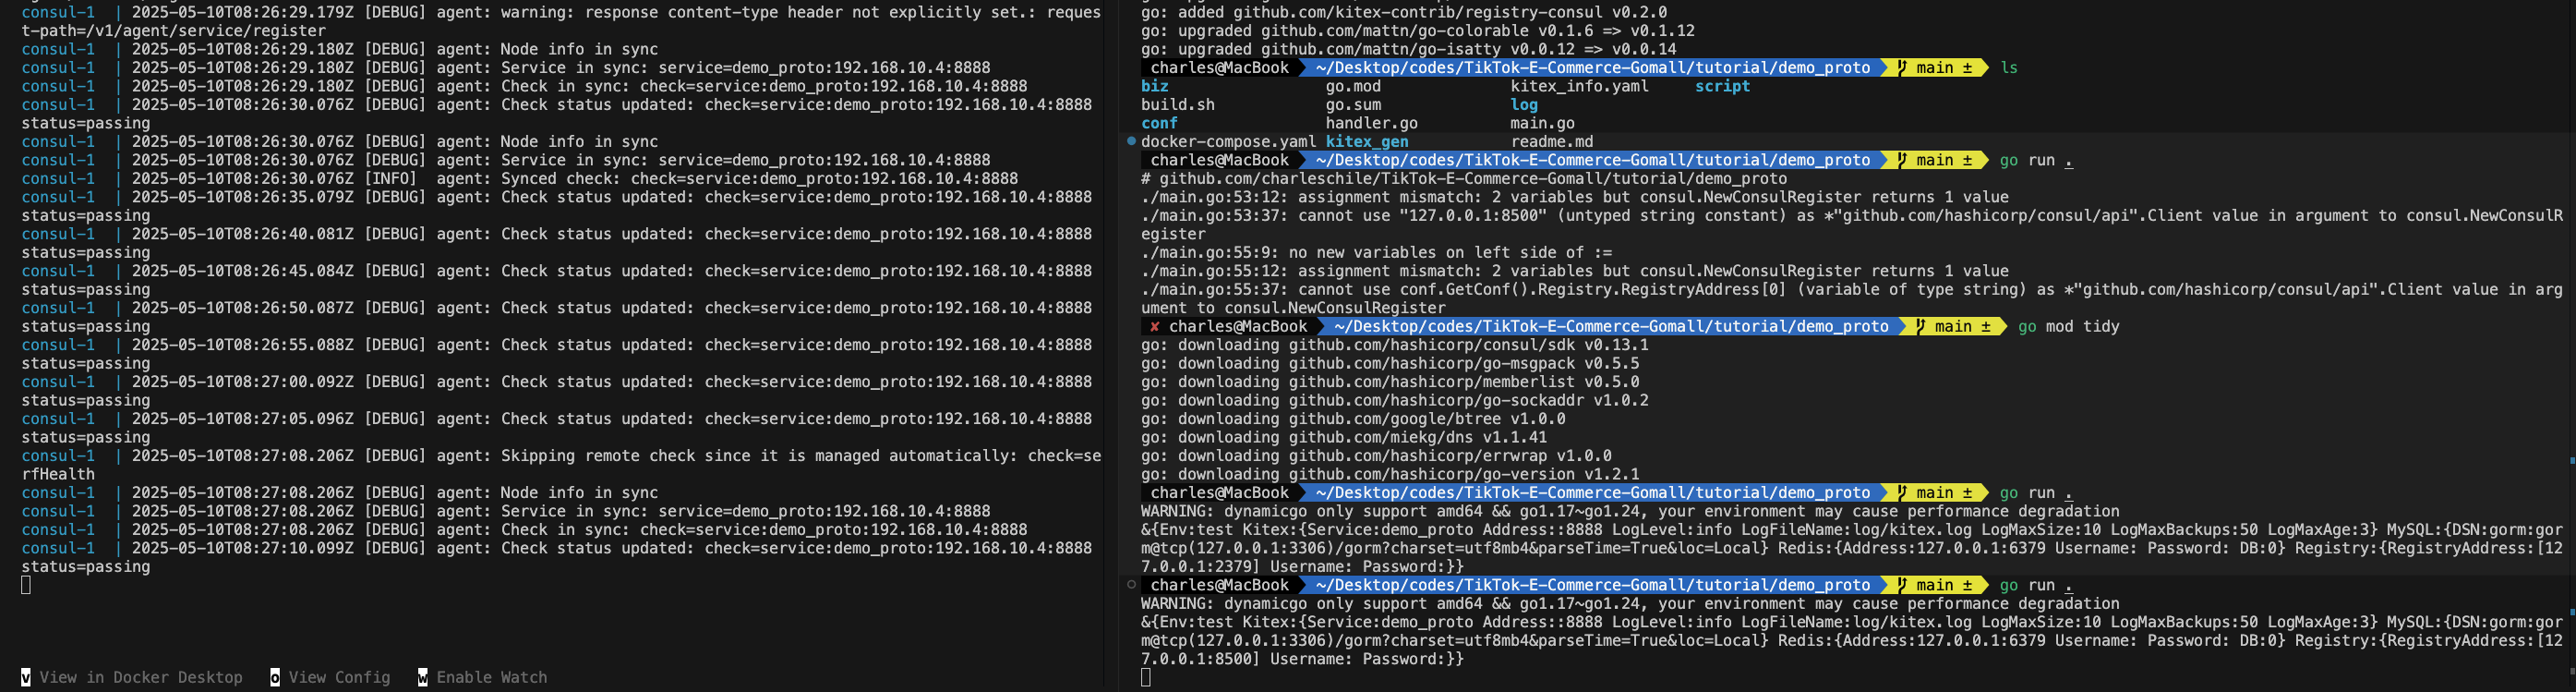 consul-1  | 2025-05-10T08:26:29.179Z [DEBUG] agent: warning: response content-type header not explicitly set.: reques
t-path=/v1/agent/service/register
consul-1  | 2025-05-10T08:26:29.180Z [DEBUG] agent: Node info in sync
consul-1  | 2025-05-10T08:26:29.180Z [DEBUG] agent: Service in sync: service=demo_proto:192.168.10.4:8888
consul-1  | 2025-05-10T08:26:29.180Z [DEBUG] agent: Check in sync: check=service:demo_proto:192.168.10.4:8888
consul-1  | 2025-05-10T08:26:30.076Z [DEBUG] agent: Check status updated: check=service:demo_proto:192.168.10.4:8888
status=passing
consul-1  | 2025-05-10T08:26:30.076Z [DEBUG] agent: Node info in sync
consul-1  | 2025-05-10T08:26:30.076Z [DEBUG] agent: Service in sync: service=demo_proto:192.168.10.4:8888
consul-1  | 2025-05-10T08:26:30.076Z [INFO]  agent: Synced check: check=service:demo_proto:192.168.10.4:8888
consul-1  | 2025-05-10T08:26:35.079Z [DEBUG] agent: Check status updated: check=service:demo_proto:192.168.10.4:8888
status=passing
consul-1  | 2025-05-10T08:26:40.081Z [DEBUG] agent: Check status updated: check=service:demo_proto:192.168.10.4:8888
status=passing
consul-1  | 2025-05-10T08:26:45.084Z [DEBUG] agent: Check status updated: check=service:demo_proto:192.168.10.4:8888
status=passing
consul-1  | 2025-05-10T08:26:50.087Z [DEBUG] agent: Check status updated: check=service:demo_proto:192.168.10.4:8888
status=passing
consul-1  | 2025-05-10T08:26:55.088Z [DEBUG] agent: Check status updated: check=service:demo_proto:192.168.10.4:8888
status=passing
consul-1  | 2025-05-10T08:27:00.092Z [DEBUG] agent: Check status updated: check=service:demo_proto:192.168.10.4:8888
status=passing
consul-1  | 2025-05-10T08:27:05.096Z [DEBUG] agent: Check status updated: check=service:demo_proto:192.168.10.4:8888
status=passing
consul-1  | 2025-05-10T08:27:08.206Z [DEBUG] agent: Skipping remote check since it is managed automatically: check=se
rfHealth
consul-1  | 2025-05-10T08:27:08.206Z [DEBUG] agent: Node info in sync
consul-1  | 2025-05-10T08:27:08.206Z [DEBUG] agent: Service in sync: service=demo_proto:192.168.10.4:8888
consul-1  | 2025-05-10T08:27:08.206Z [DEBUG] agent: Check in sync: check=service:demo_proto:192.168.10.4:8888
consul-1  | 2025-05-10T08:27:10.099Z [DEBUG] agent: Check status updated: check=service:demo_proto:192.168.10.4:8888
status=passing
v View in Docker Desktop   o View Config   w Enable Watch
go: added github.com/kitex-contrib/registry-consul v0.2.0
go: upgraded github.com/mattn/go-colorable v0.1.6 => v0.1.12
go: upgraded github.com/mattn/go-isatty v0.0.12 => v0.0.14
charles@MacBook ~/Desktop/codes/TikTok-E-Commerce-Gomall/tutorial/demo_proto main ± ls
biz                 go.mod              kitex_info.yaml     script
build.sh            go.sum              log
conf                handler.go          main.go
docker-compose.yaml kitex_gen           readme.md
charles@MacBook ~/Desktop/codes/TikTok-E-Commerce-Gomall/tutorial/demo_proto main ± go run .
# github.com/charleschile/TikTok-E-Commerce-Gomall/tutorial/demo_proto
./main.go:53:12: assignment mismatch: 2 variables but consul.NewConsulRegister returns 1 value
./main.go:53:37: cannot use "127.0.0.1:8500" (untyped string constant) as *"github.com/hashicorp/consul/api".Client value in argument to consul.NewConsulR
egister
./main.go:55:9: no new variables on left side of :=
./main.go:55:12: assignment mismatch: 2 variables but consul.NewConsulRegister returns 1 value
./main.go:55:37: cannot use conf.GetConf().Registry.RegistryAddress[0] (variable of type string) as *"github.com/hashicorp/consul/api".Client value in arg
ument to consul.NewConsulRegister
✘ charles@MacBook ~/Desktop/codes/TikTok-E-Commerce-Gomall/tutorial/demo_proto main ± go mod tidy
go: downloading github.com/hashicorp/consul/sdk v0.13.1
go: downloading github.com/hashicorp/go-msgpack v0.5.5
go: downloading github.com/hashicorp/memberlist v0.5.0
go: downloading github.com/hashicorp/go-sockaddr v1.0.2
go: downloading github.com/google/btree v1.0.0
go: downloading github.com/miekg/dns v1.1.41
go: downloading github.com/hashicorp/errwrap v1.0.0
go: downloading github.com/hashicorp/go-version v1.2.1
charles@MacBook ~/Desktop/codes/TikTok-E-Commerce-Gomall/tutorial/demo_proto main ± go run .
WARNING: dynamicgo only support amd64 && go1.17~go1.24, your environment may cause performance degradation
&{Env:test Kitex:{Service:demo_proto Address::8888 LogLevel:info LogFileName:log/kitex.log LogMaxSize:10 LogMaxBackups:50 LogMaxAge:3} MySQL:{DSN:gorm:gor
m@tcp(127.0.0.1:3306)/gorm?charset=utf8mb4&parseTime=True&loc=Local} Redis:{Address:127.0.0.1:6379 Username: Password: DB:0} Registry:{RegistryAddress:[12
7.0.0.1:2379] Username: Password:}}
charles@MacBook ~/Desktop/codes/TikTok-E-Commerce-Gomall/tutorial/demo_proto main ± go run .
WARNING: dynamicgo only support amd64 && go1.17~go1.24, your environment may cause performance degradation
&{Env:test Kitex:{Service:demo_proto Address::8888 LogLevel:info LogFileName:log/kitex.log LogMaxSize:10 LogMaxBackups:50 LogMaxAge:3} MySQL:{DSN:gorm:gor
m@tcp(127.0.0.1:3306)/gorm?charset=utf8mb4&parseTime=True&loc=Local} Redis:{Address:127.0.0.1:6379 Username: Password: DB:0} Registry:{RegistryAddress:[12
7.0.0.1:8500] Username: Password:}}